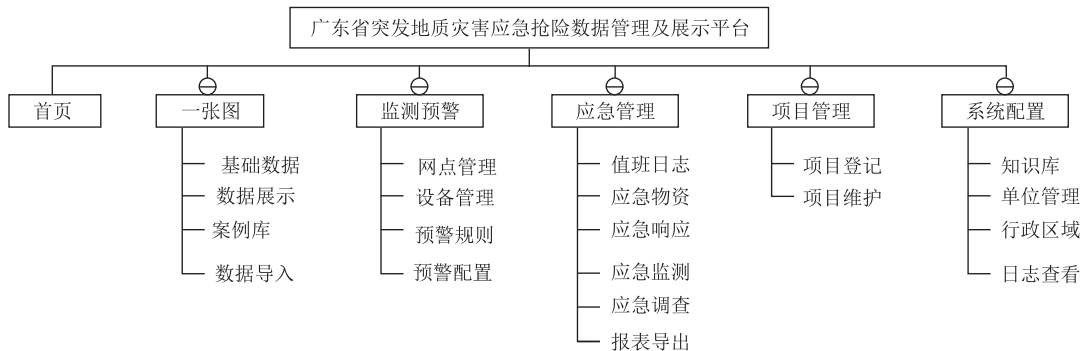 广东省突发地质灾害应急抢险数据管理及展示平台
首页
一张图
监测预警
应急管理
项目管理
系统配置
基础数据
数据展示
案例库
数据导入
网点管理
设备管理
预警规则
预警配置
值班日志
应急物资
应急响应
应急监测
应急调查
报表导出
项目登记
项目维护
知识库
单位管理
行政区域
日志查看